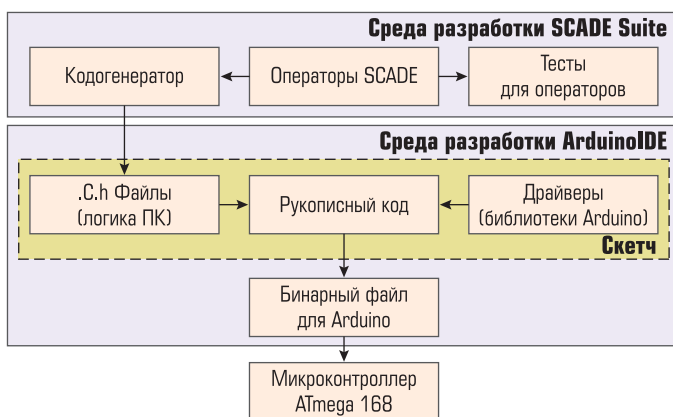 Среда разработки SCADE Suite
Кодогенератор
Операторы SCADE
Тесты
для операторов
Среда разработки ArduinoIDE
.C.h Файлы
(логика ПК)
Рукописный код
Драйверы
(библиотеки Arduino)
Скетч
Бинарный файл
для Arduino
Микроконтроллер
ATmega 168